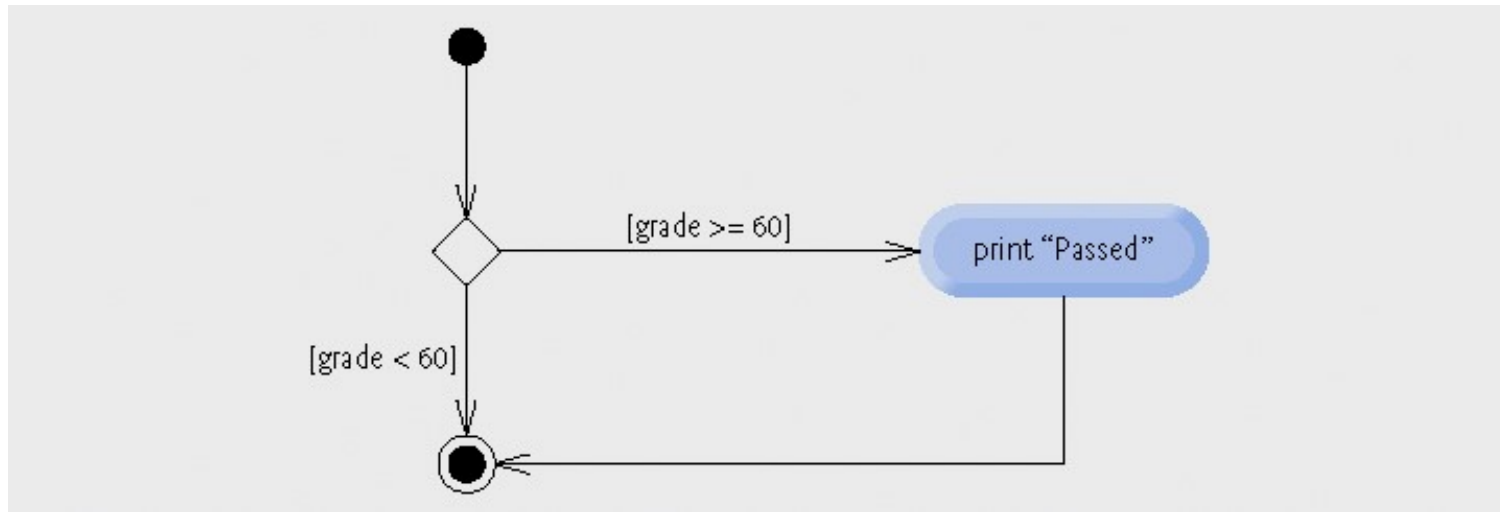 [grade >= 60]
print “Passed”
[grade < 60]